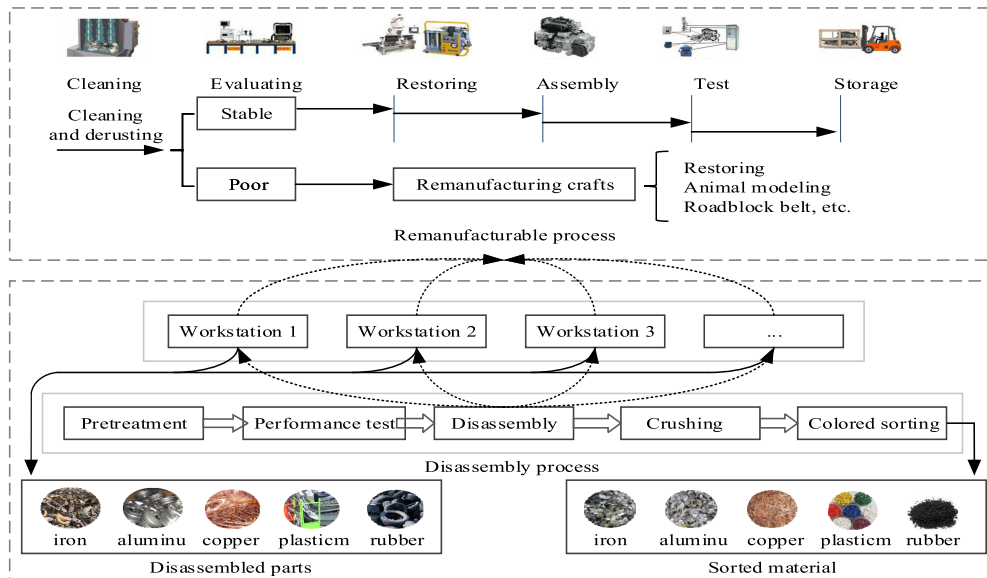 Cleaning Evaluating Restoring Assembly Test Storage
Cleaning
and derusting
Stable
Poor
Remanufacturing crafts
Restoring
Animal modeling
Roadblock belt, etc.
Remanufacturable process
Workstation 1 Workstation 2 Workstation 3 ...
Pretreatment Performance test Disassembly Crushing Colored sorting
Disassembly process
iron aluminu copper plasticm rubber
Disassembled parts
iron aluminu copper plasticm rubber
Sorted material